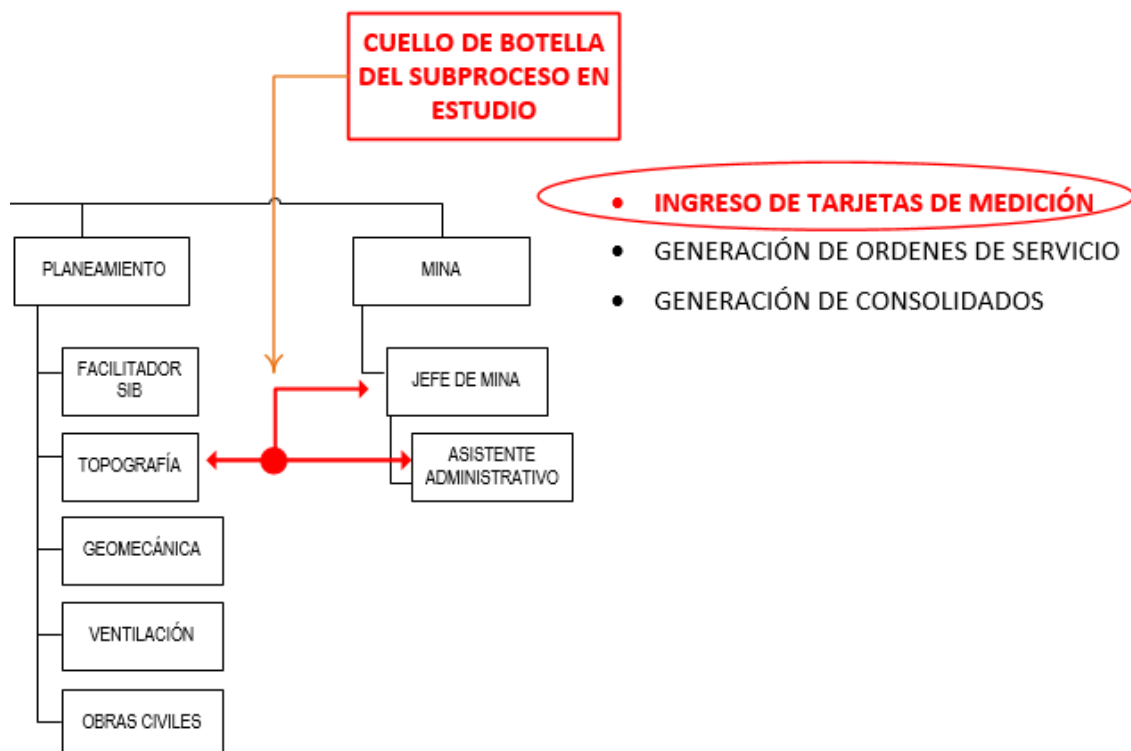 CUELLO DE BOTELLA
DEL SUBPROCESO EN
ESTUDIO
• INGRESO DE TARJETAS DE MEDICIÓN
• GENERACIÓN DE ORDENES DE SERVICIO
• GENERACIÓN DE CONSOLIDADOS
PLANEAMIENTO
FACILITADOR
SIB
TOPOGRAFÍA
GEOMECÁNICA
VENTILACIÓN
OBRAS CIVILES
MINA
JEFE DE MINA
ASISTENTE
ADMINISTRATIVO